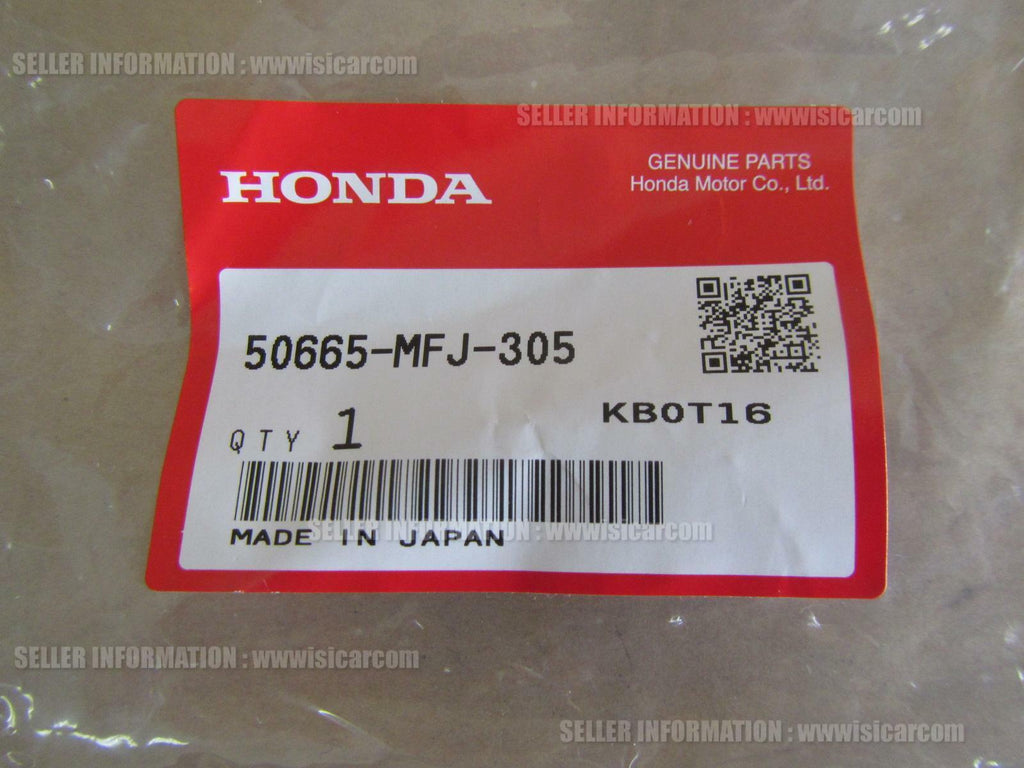 SELLER INFORMATION : wwwisicarcom
SELLER INFORMATION : wwwisicarcom
GENUINE PARTS
HONDA
Honda Motor Co., Ltd.
50665-MFJ-305
KB0T16
QTY 1
MADE IN JAPAN
SELLER INFORMATION : wwwisicarcom
SELLER INFORMATION : wwwisicarcom
SELLER INFORMATION : wwwisicarcom